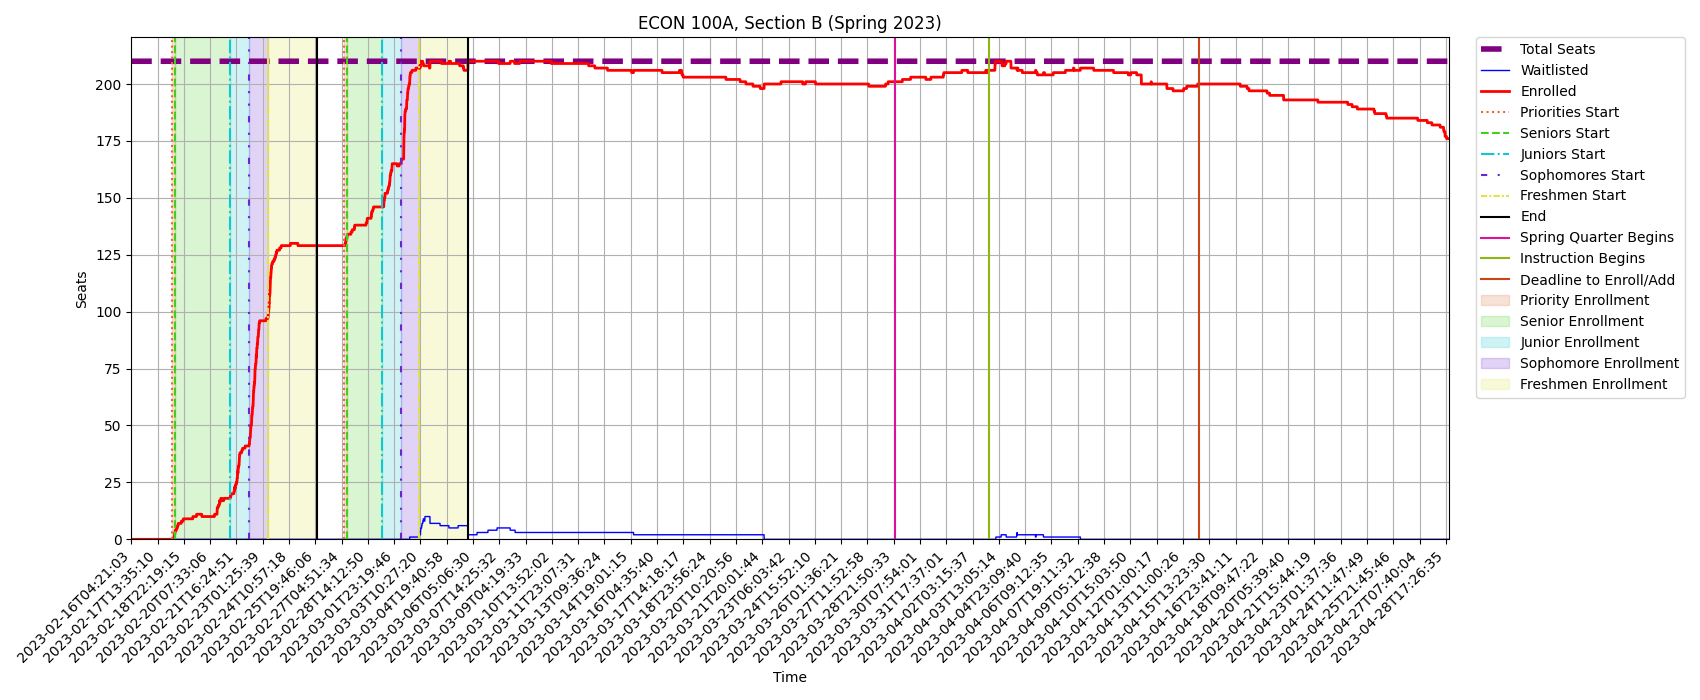 ECON 100A, Section B (Spring 2023)
Seats
200
175
150
125
100
75
50
25
0
2023-02-16T04:21:03
2023-02-17T13:35:10
2023-02-18T22:19:15
2023-02-20T07:33:06
2023-02-21T16:24:51
2023-02-23T01:25:39
2023-02-24T10:57:18
2023-02-25T19:46:06
2023-02-27T04:51:34
2023-02-28T14:12:50
2023-03-01T23:19:46
2023-03-03T10:27:20
2023-03-04T19:40:58
2023-03-06T05:06:30
2023-03-07T14:25:32
2023-03-09T04:19:33
2023-03-10T13:52:02
2023-03-11T23:07:31
2023-03-13T09:36:24
2023-03-14T19:01:15
2023-03-16T04:35:40
2023-03-17T14:18:17
2023-03-18T23:56:24
2023-03-20T10:20:56
2023-03-21T20:01:44
2023-03-23T06:03:42
2023-03-24T15:52:10
2023-03-26T01:36:21
2023-03-27T11:52:58
2023-03-28T21:50:33
2023-03-30T07:54:01
2023-03-31T17:37:01
2023-04-02T03:15:37
2023-04-03T13:05:14
2023-04-04T23:09:40
2023-04-06T09:12:35
2023-04-07T19:11:32
2023-04-09T05:12:38
2023-04-10T15:03:50
2023-04-12T01:00:17
2023-04-13T11:00:26
2023-04-15T13:23:30
2023-04-16T23:41:11
2023-04-18T09:47:22
2023-04-20T05:39:40
2023-04-21T15:44:19
2023-04-23T01:37:36
2023-04-24T11:47:49
2023-04-25T21:45:46
2023-04-27T07:40:04
2023-04-28T17:26:35
Time
Total Seats
Waitlisted
Enrolled
Priorities Start
Seniors Start
Juniors Start
Sophomores Start
Freshmen Start
End
Spring Quarter Begins
Instruction Begins
Deadline to Enroll/Add
Priority Enrollment
Senior Enrollment
Junior Enrollment
Sophomore Enrollment
Freshmen Enrollment